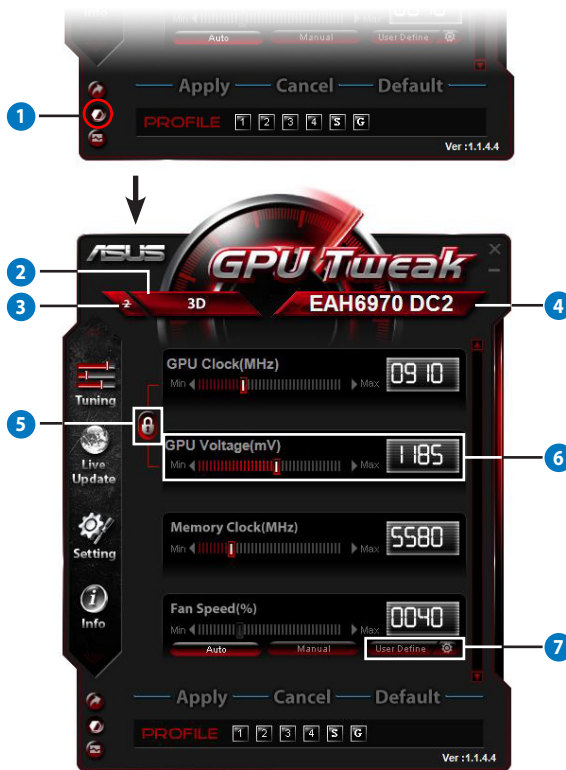 Min Max
Auto Manual User Define
Apply Cancel Default
1
PROFILE 1 2 3 4 S G
Ver :1.1.4.4
ASUS GPU Tweak
2
3
2 3D EAH6970 DC2
4
GPU Clock(MHz)
Min Max 0910
Tuning
5
GPU Voltage(mV)
Min Max 1185
6
Live
Update
Memory Clock(MHz)
Min Max 5580
Setting
Fan Speed(%)
Min Max 0040
Info
Auto Manual User Define
7
Apply Cancel Default
PROFILE 1 2 3 4 S G
Ver :1.1.4.4